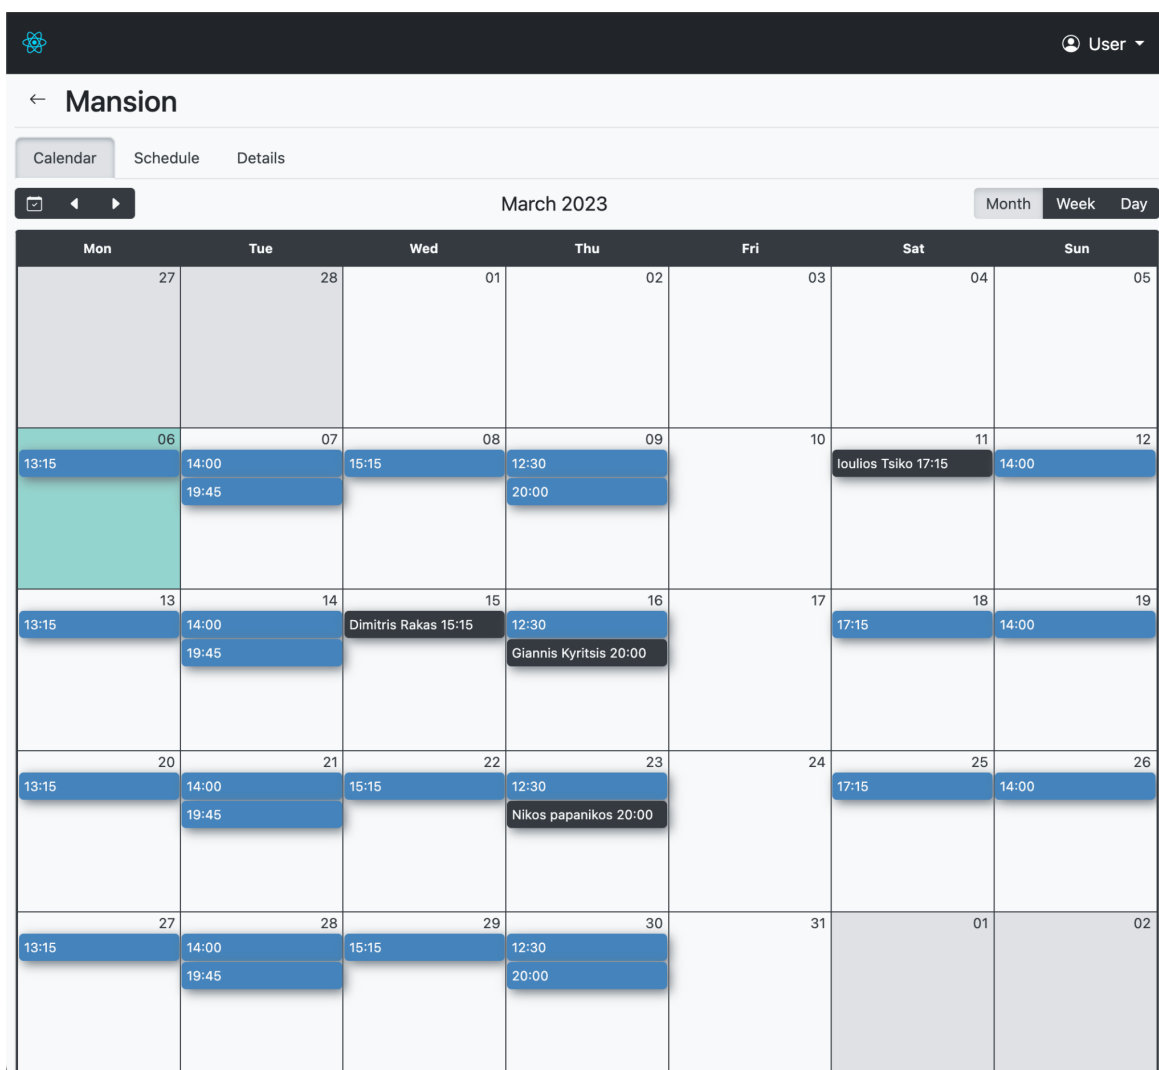 User
← Mansion
Calendar Schedule Details
March 2023
Month Week Day
Mon Tue Wed Thu Fri Sat Sun
27 28 01 02 03 04 05
06 07 08 09 10 11 12
13:15 14:00 15:15 12:30 Ioulios Tsiko 17:15 14:00
19:45 20:00
13 14 15 16 17 18 19
13:15 14:00 Dimitris Rakas 15:15 12:30 17:15 14:00
19:45 Giannis Kyritsis 20:00
20 21 22 23 24 25 26
13:15 14:00 15:15 12:30 17:15 14:00
19:45 Nikos papanikos 20:00
27 28 29 30 31 01 02
13:15 14:00 15:15 12:30
19:45 20:00